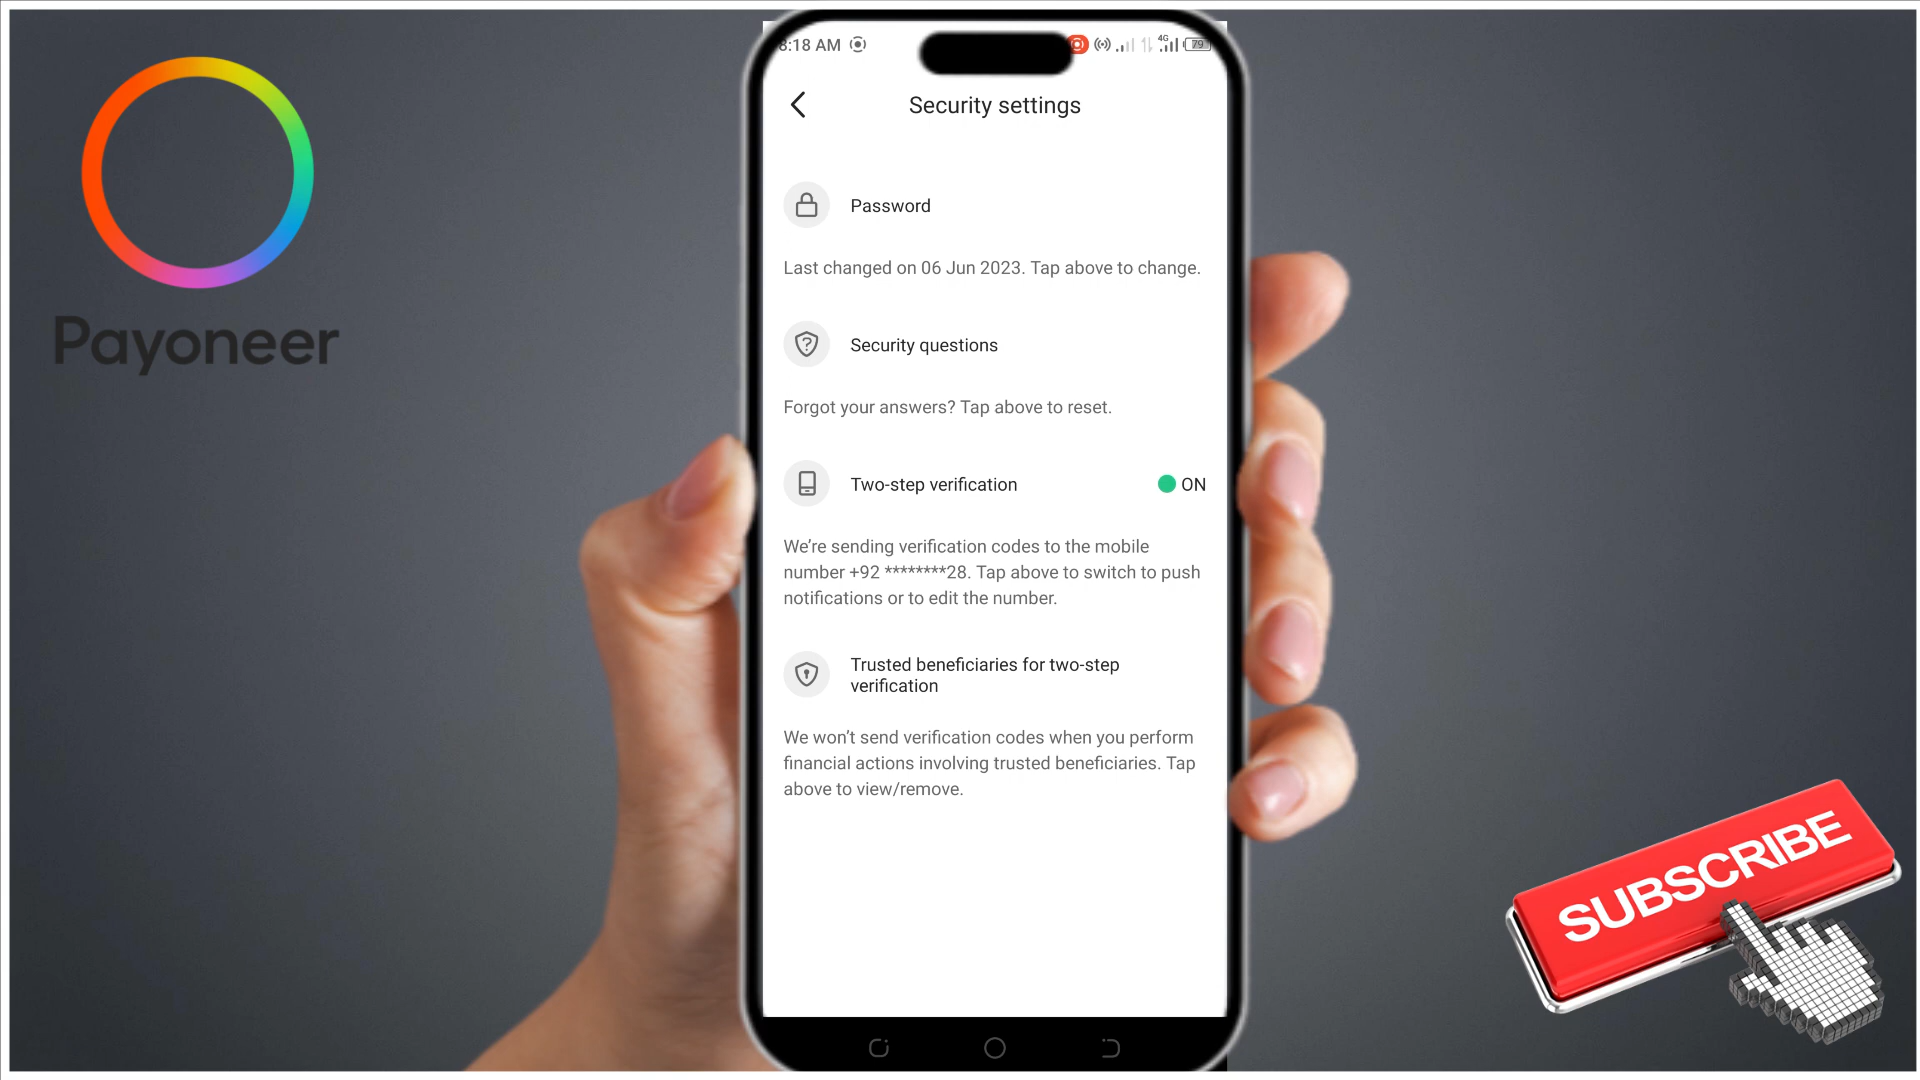 8:18 AM
4G
79
Security settings
Payoneer
Password
Last changed on 06 Jun 2023. Tap above to change.
Security questions
Forgot your answers? Tap above to reset.
Two-step verification
ON
We're sending verification codes to the mobile
number +92 ********28. Tap above to switch to push
notifications or to edit the number.
Trusted beneficiaries for two-step
verification
We won't send verification codes when you perform
financial actions involving trusted beneficiaries. Tap
above to view/remove.
SUBSCRIBE